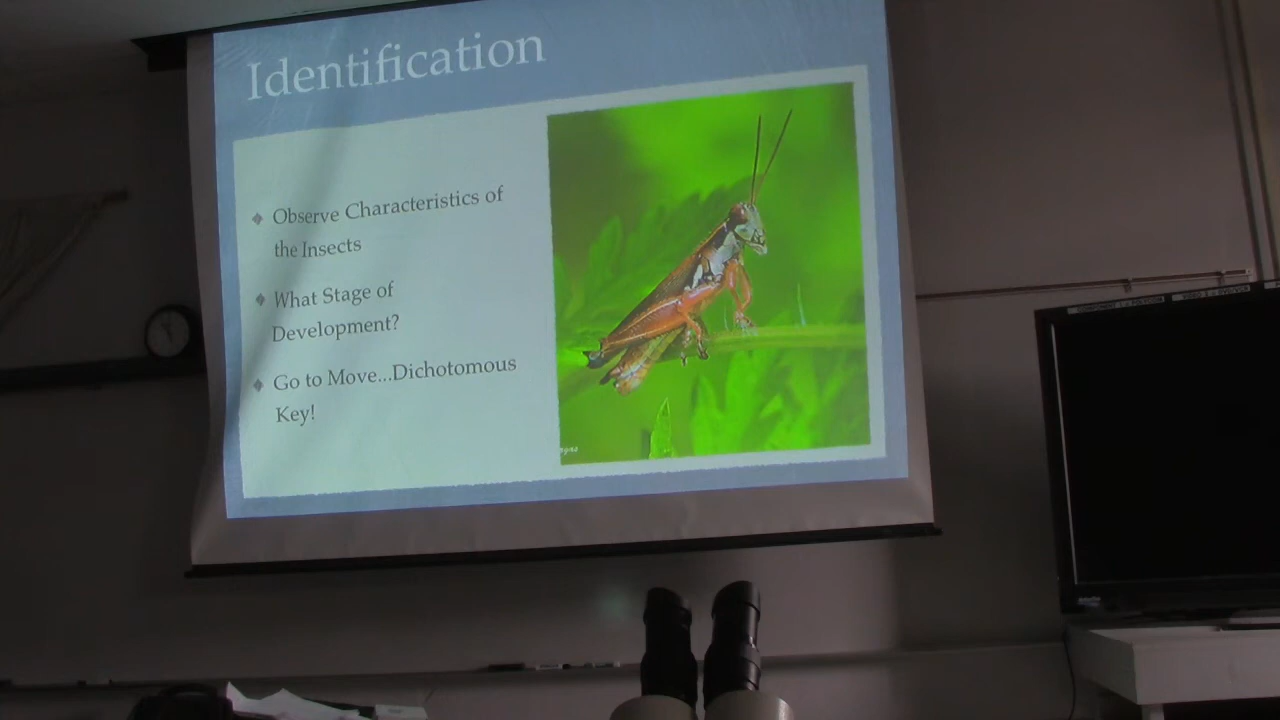 Identification
Observe Characteristics of
the Insects
What Stage of
Development?
Go to Move...Dichotomous
Key!